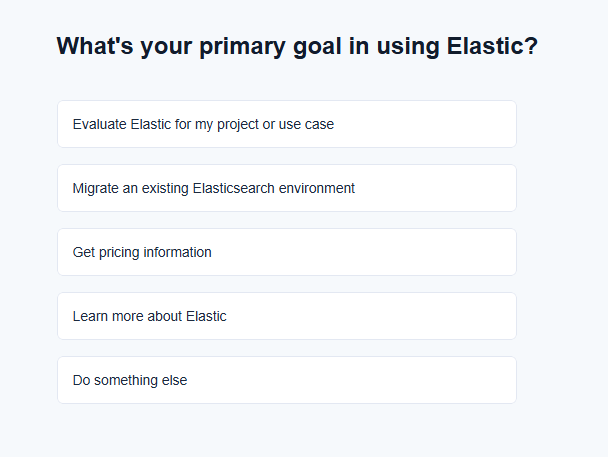 What's your primary goal in using Elastic?
Evaluate Elastic for my project or use case
Migrate an existing Elasticsearch environment
Get pricing information
Learn more about Elastic
Do something else